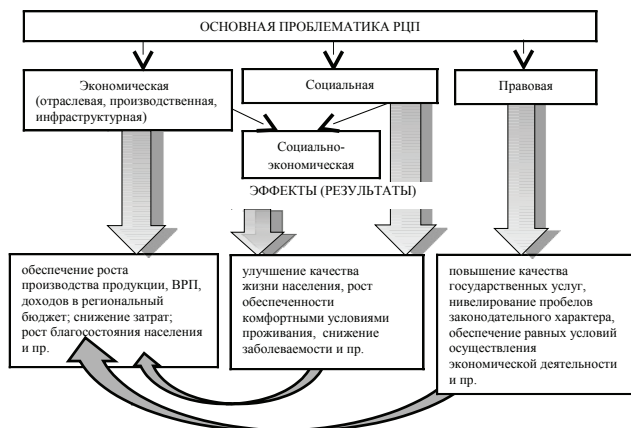 ОСНОВНАЯ ПРОБЛЕМАТИКА РЦП
Экономическая
(отраслевая, производственная,
инфраструктурная)
Социальная
Правовая
Социально-
экономическая
ЭФФЕКТЫ (РЕЗУЛЬТАТЫ)
обеспечение роста
производства продукции, ВРП,
доходов в региональный
бюджет; снижение затрат;
рост благосостояния населения
и пр.
улучшение качества
жизни населения, рост
обеспеченности
комфортными условиями
проживания, снижение
заболеваемости и пр.
повышение качества
государственных услуг,
нивелирование пробелов
законодательного характера,
обеспечение равных условий
осуществления
экономической деятельности
и пр.